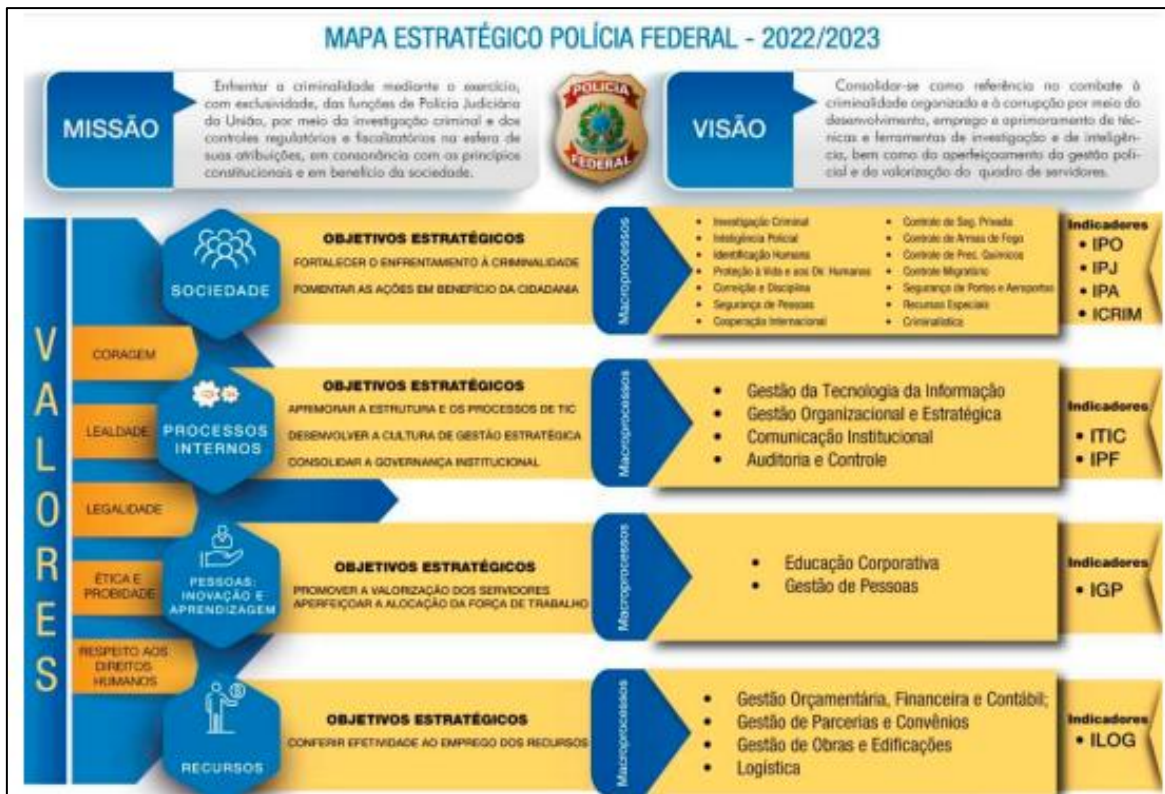 MAPA ESTRATÉGICO POLÍCIA FEDERAL - 2022/2023
MISSÃO
Enfrentar a criminalidade mediante o exercício,
com exclusividade, das funções de Polícia Judiciária
da União, por meio da investigação criminal e dos
controles regulatórios e fiscalizatórios na esfera de
suas atribuições, em consonância com os princípios
constitucionais e em benefício da sociedade.
POLÍCIA
FEDERAL
VISÃO
Consolidar-se como referência no combate à
criminalidade organizada e à corrupção por meio do
desenvolvimento, emprego e aprimoramento de téc-
nicas e ferramentas de investigação e de inteligên-
cia, bem como do aperfeiçoamento da gestão poli-
cial e da valorização do quadro de servidores.
VALORES
CORAGEM
LEALDADE
LEGALIDADE
ÉTICA E
PROBIDADE
RESPEITO AOS
DIREITOS
HUMANOS
SOCIEDADE
OBJETIVOS ESTRATÉGICOS
FORTALECER O ENFRENTAMENTO À CRIMINALIDADE
FOMENTAR AS AÇÕES EM BENEFÍCIO DA CIDADANIA
Macroprocessos
• Investigação Criminal
• Inteligência Policial
• Identificação Humana
• Proteção à Vida e aos Dir. Humanos
• Correição e Disciplina
• Segurança de Pessoas
• Cooperação Internacional
• Controle de Seg. Privada
• Controle de Armas de Fogo
• Controle de Prec. Químicos
• Controle Migratório
• Segurança de Portos e Aeroportos
• Recursos Especiais
• Criminalística
Indicadores
• IPO
• IPJ
• IPA
• ICRIM
PROCESSOS
INTERNOS
OBJETIVOS ESTRATÉGICOS
APRIMORAR A ESTRUTURA E OS PROCESSOS DE TIC
DESENVOLVER A CULTURA DE GESTÃO ESTRATÉGICA
CONSOLIDAR A GOVERNANÇA INSTITUCIONAL
Macroprocessos
• Gestão da Tecnologia da Informação
• Gestão Organizacional e Estratégica
• Comunicação Institucional
• Auditoria e Controle
Indicadores
• ITIC
• IPF
PESSOAS:
INOVAÇÃO E
APRENDIZAGEM
OBJETIVOS ESTRATÉGICOS
PROMOVER A VALORIZAÇÃO DOS SERVIDORES
APERFEIÇOAR A ALOCAÇÃO DA FORÇA DE TRABALHO
Macroprocessos
• Educação Corporativa
• Gestão de Pessoas
Indicadores
• IGP
RECURSOS
OBJETIVOS ESTRATÉGICOS
CONFERIR EFETIVIDADE AO EMPREGO DOS RECURSOS
Macroprocessos
• Gestão Orçamentária, Financeira e Contábil;
• Gestão de Parcerias e Convênios
• Gestão de Obras e Edificações
• Logística
Indicadores
• ILOG